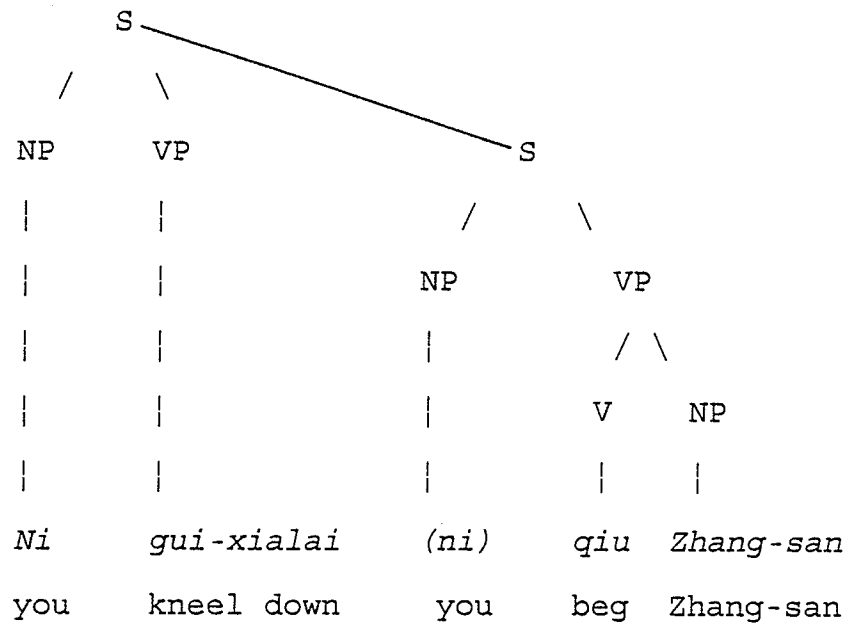 S
NP VP S
NP VP
V NP
Ni gui-xialai (ni) qiu Zhang-san
you kneel down you beg Zhang-san